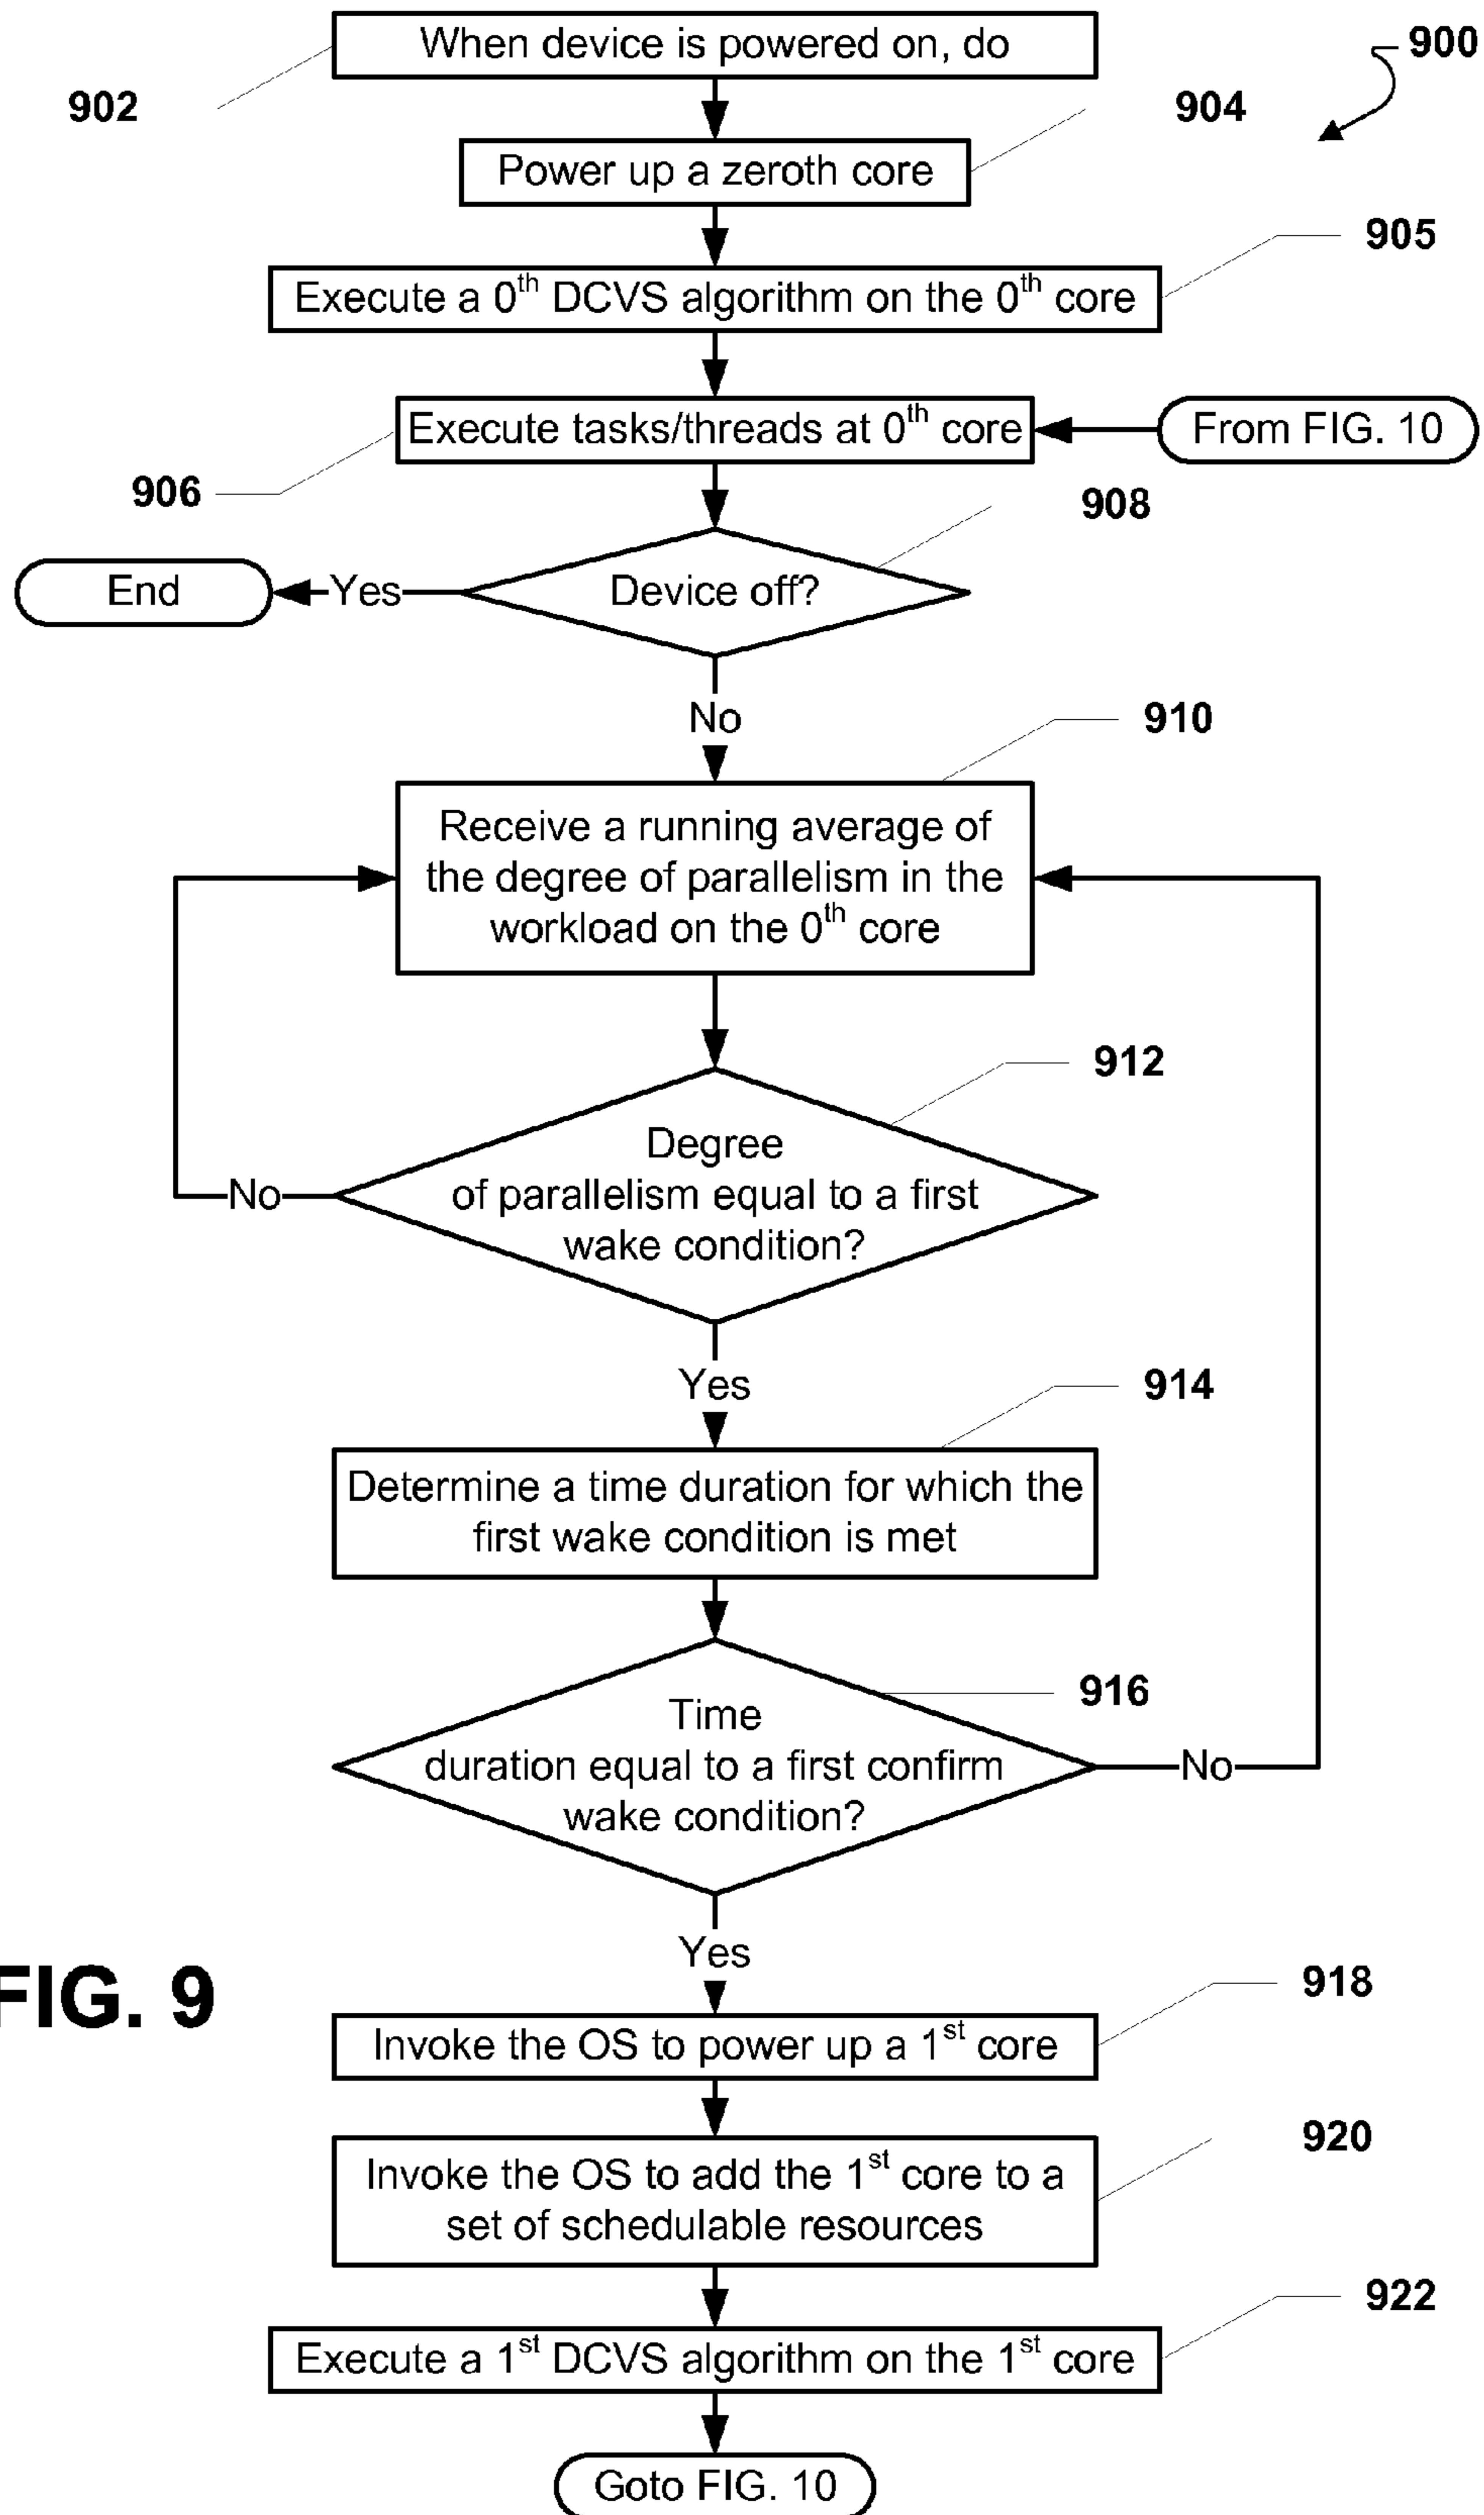 When device is powered on, do
900
902
904
Power up a zeroth core
905
Execute a 0th DCVS algorithm on the 0th core
Execute tasks/threads at 0th core
From FIG. 10
906
908
End
Yes
Device off?
No
910
Receive a running average of
the degree of parallelism in the
workload on the 0th core
912
Degree
of parallelism equal to a first
wake condition?
No
Yes
914
Determine a time duration for which the
first wake condition is met
916
Time
duration equal to a first confirm
wake condition?
No
Yes
FIG. 9
918
Invoke the OS to power up a 1st core
920
Invoke the OS to add the 1st core to a
set of schedulable resources
922
Execute a 1st DCVS algorithm on the 1st core
Goto FIG. 10